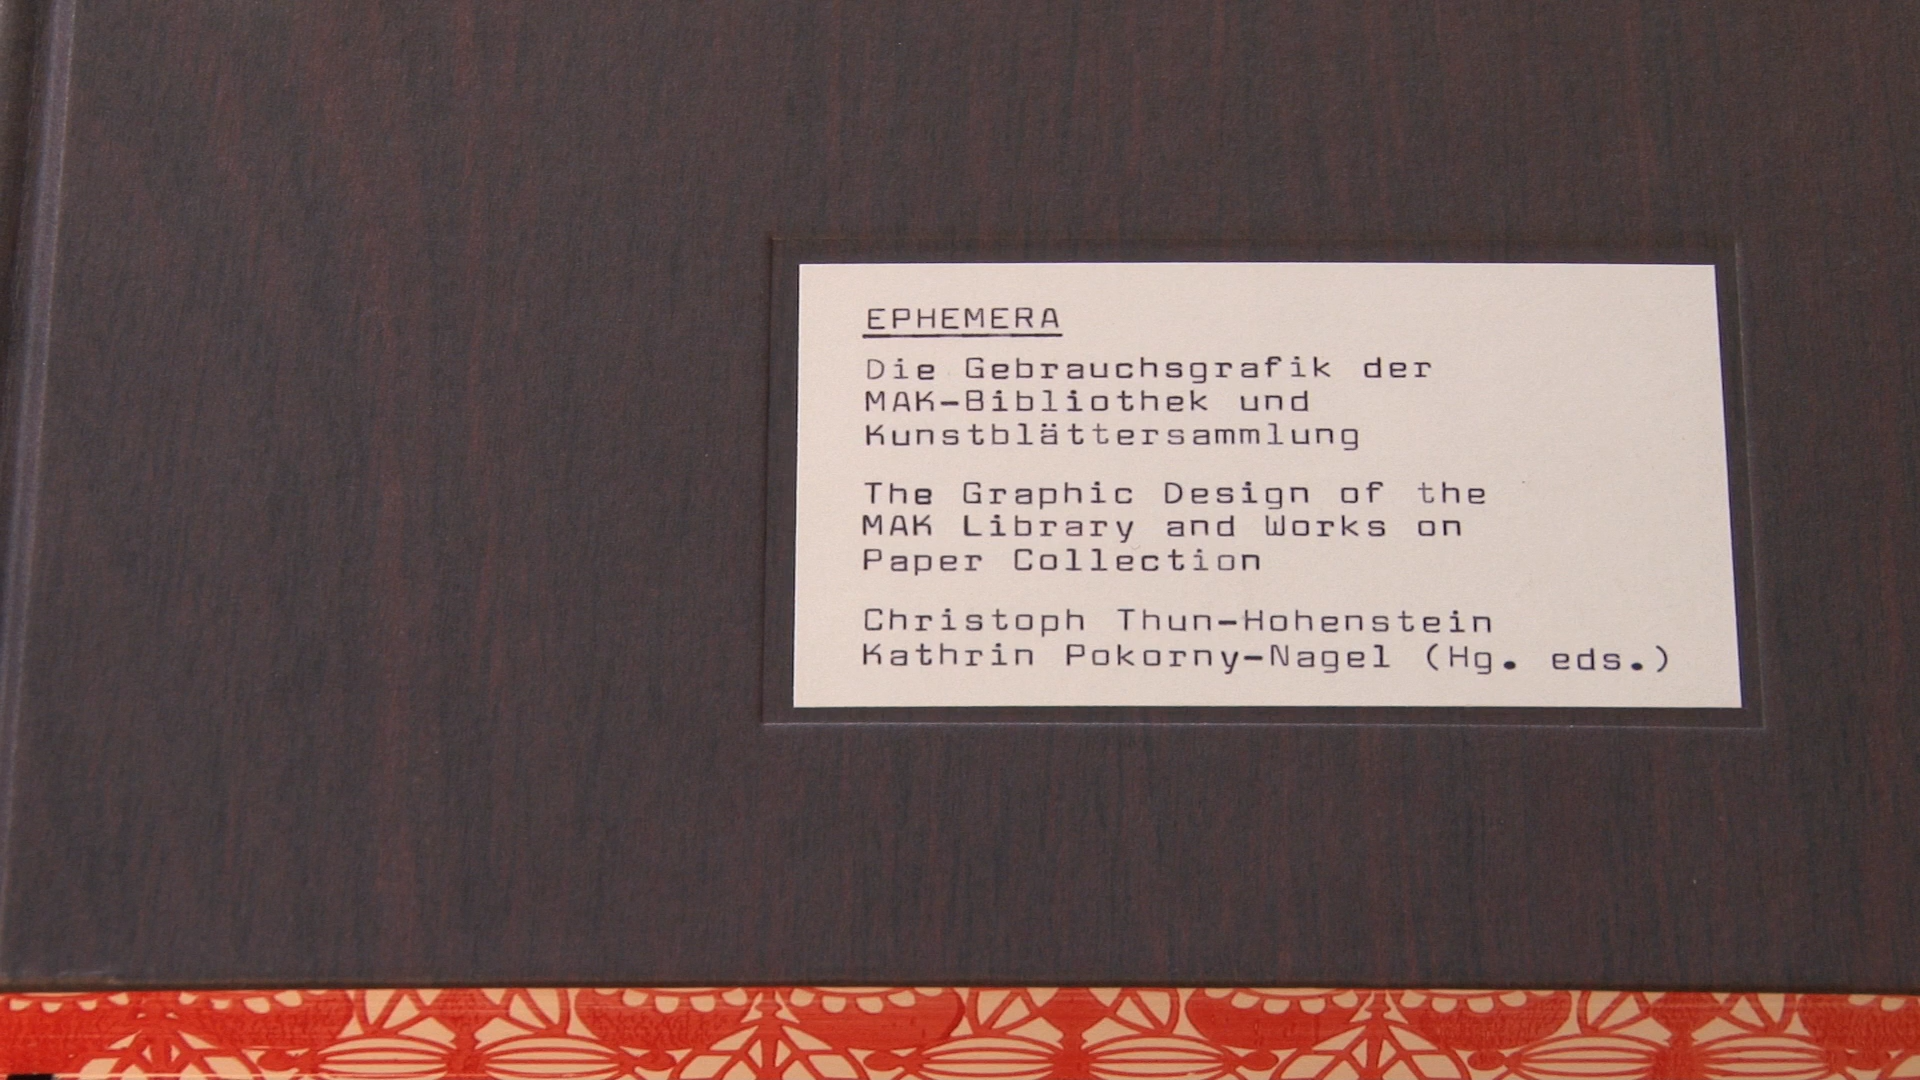 EPHEMERA
Die Gebrauchsgrafik der
MAK-Bibliothek und
Kunstblättersammlung
The Graphic Design of the
MAK Library and Works on
Paper Collection
Christoph Thun-Hohenstein
Kathrin Pokorny-Nagel (Hg. eds.)